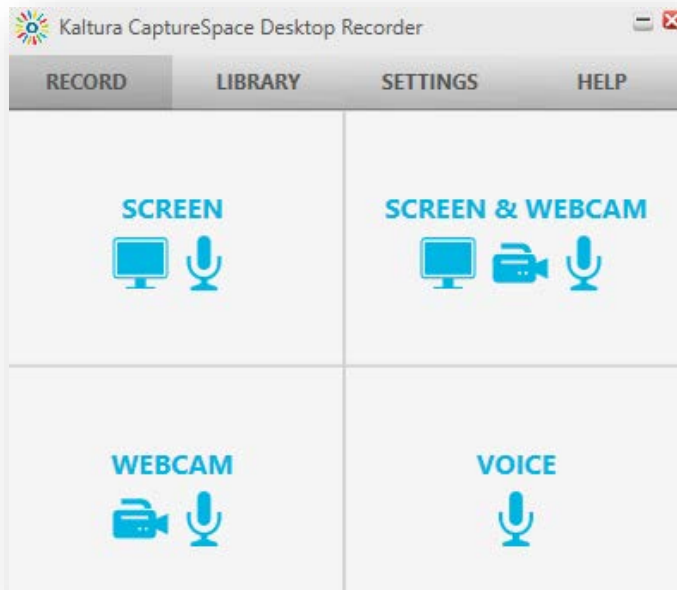 Kaltura CaptureSpace Desktop Recorder
RECORD LIBRARY SETTINGS HELP
SCREEN SCREEN & WEBCAM
WEBCAM VOICE